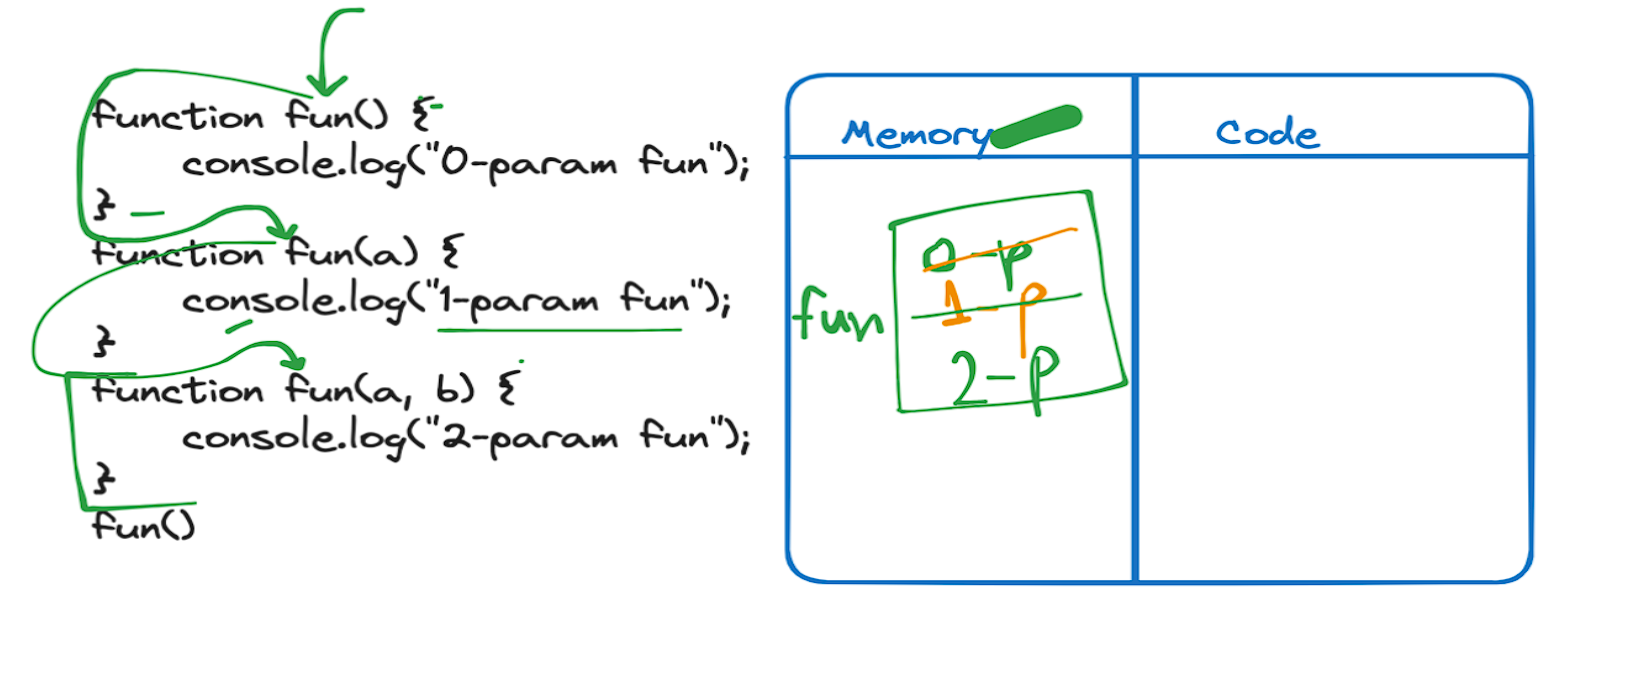 function fun() {
console.log("0-param fun");
}
function fun(a) {
console.log("1-param fun");
}
function fun(a, b) {
console.log("2-param fun");
}
fun()
Memory
Code
fun
0-p
1-p
2-p